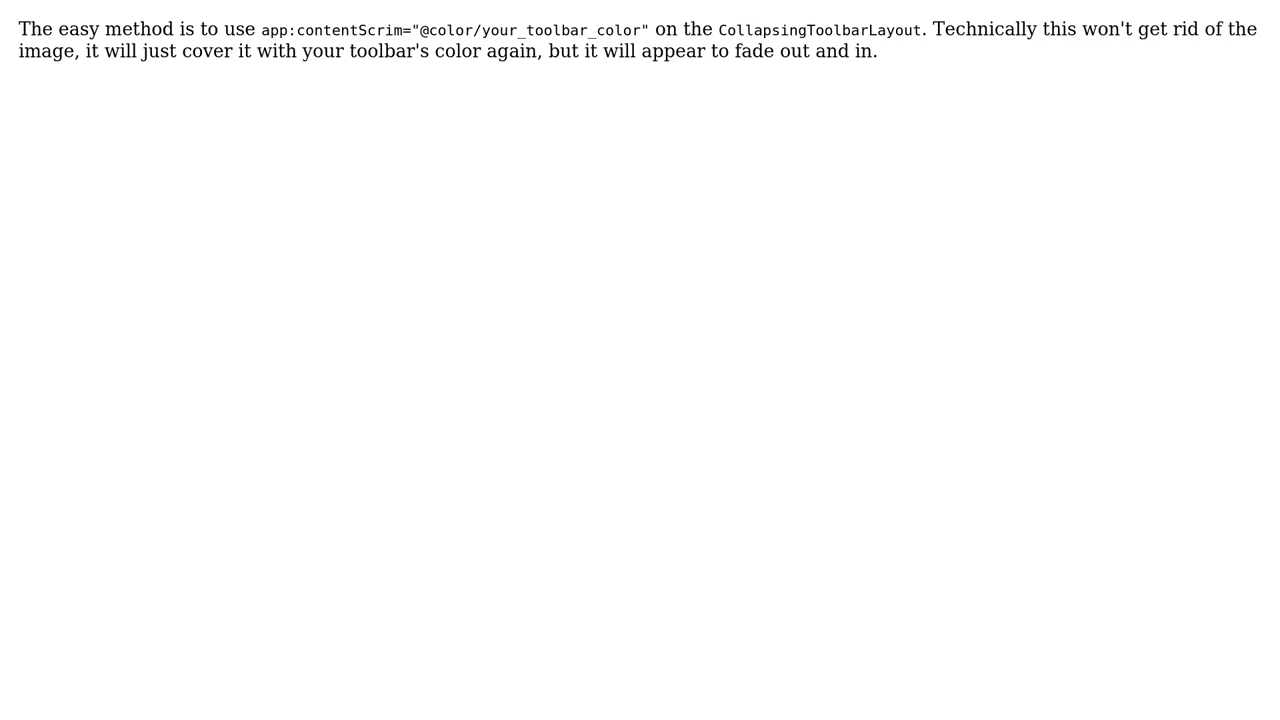 The easy method is to use app:contentScrim="@color/your_toolbar_color" on the CollapsingToolbarLayout. Technically this won't get rid of the
image, it will just cover it with your toolbar's color again, but it will appear to fade out and in.